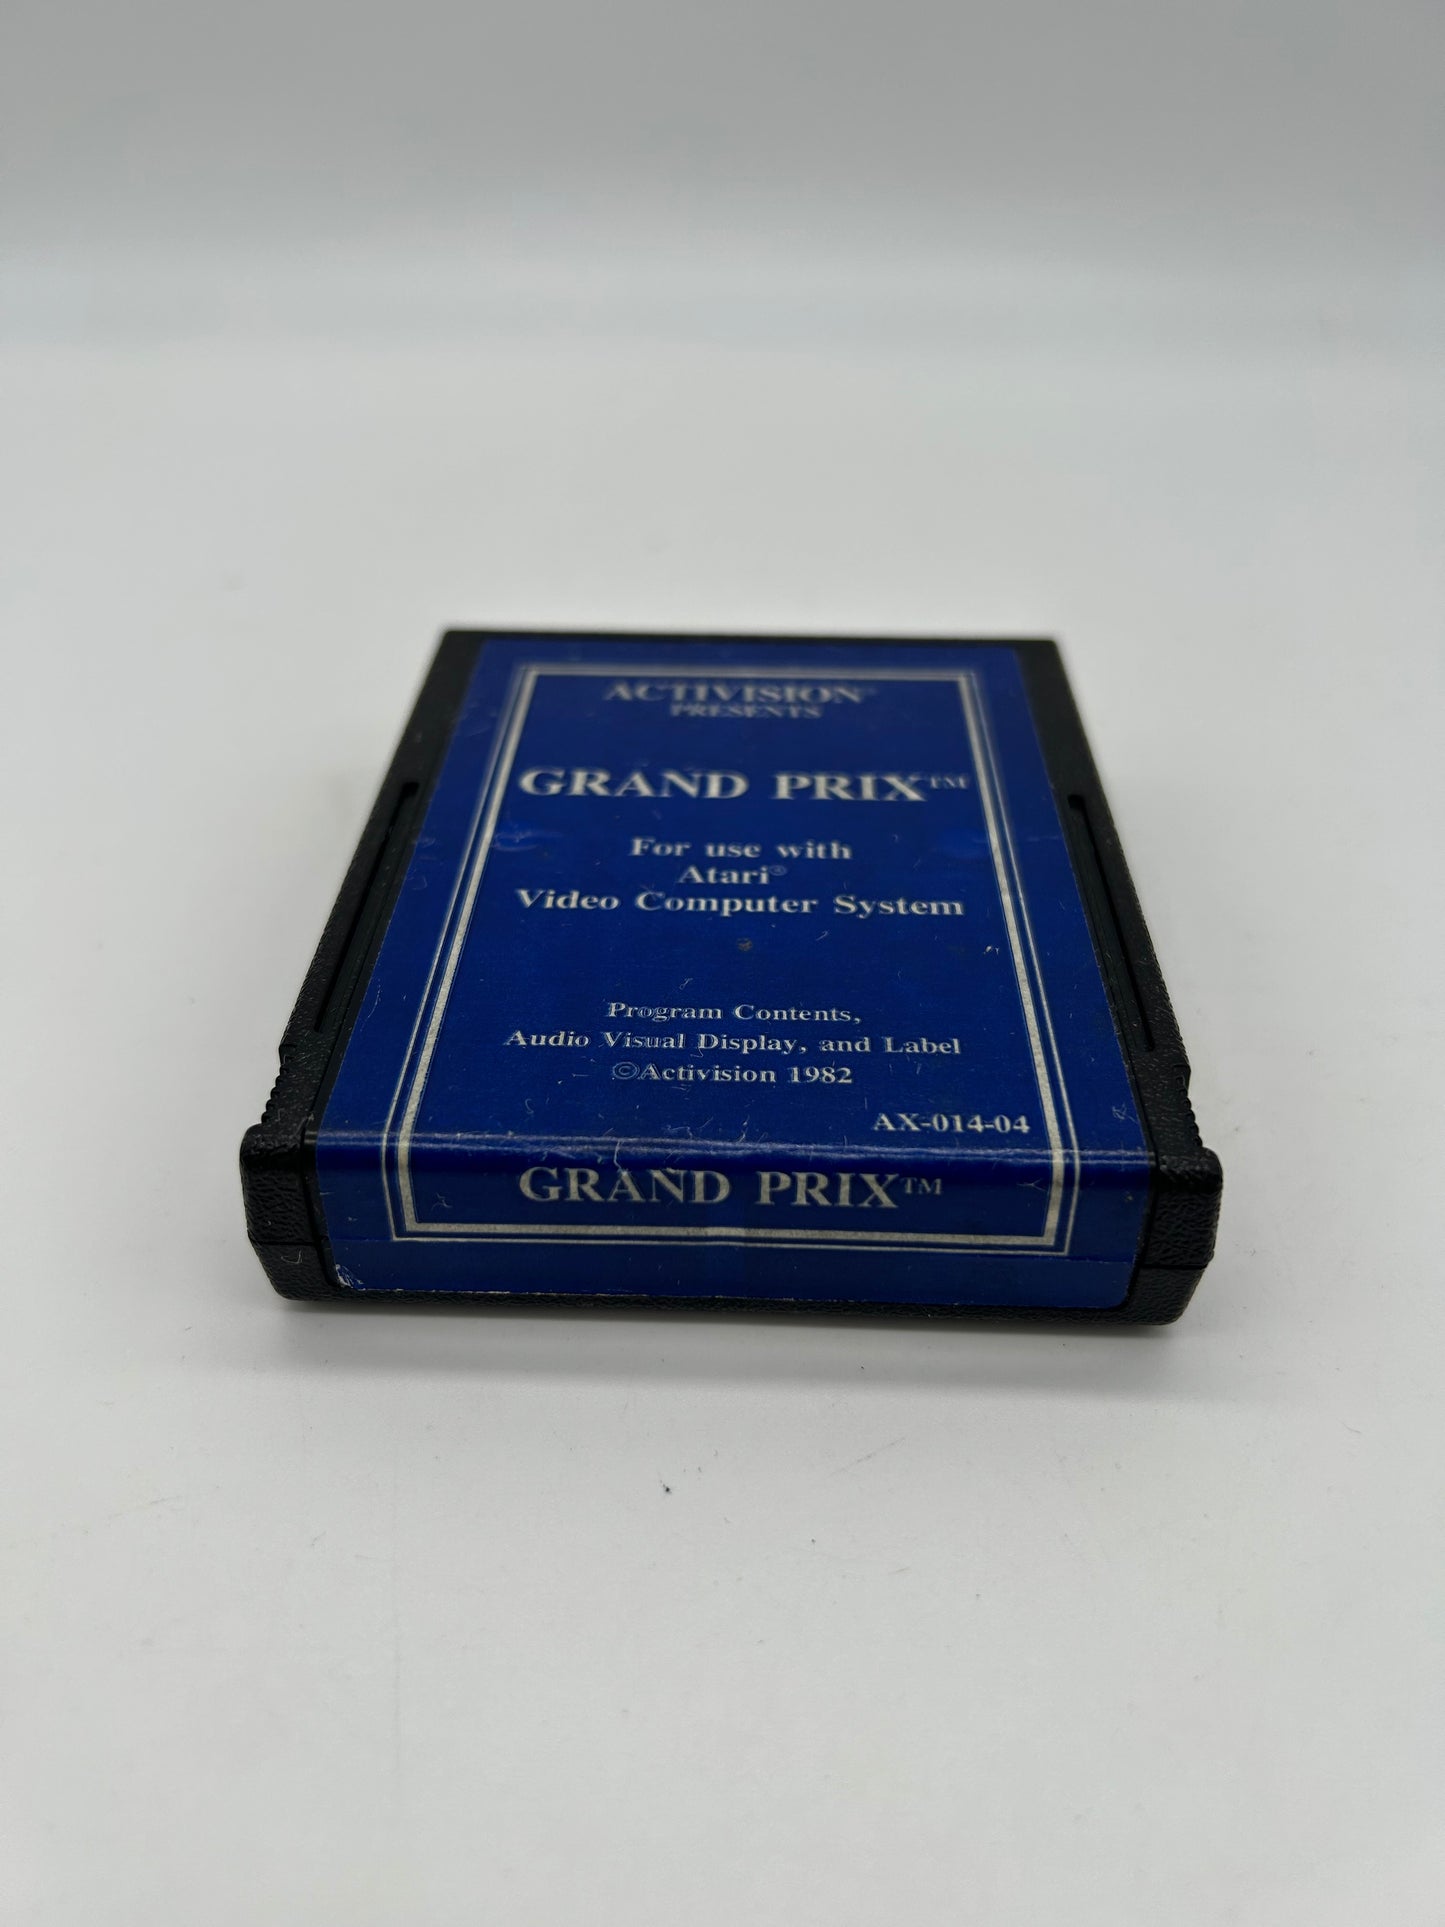 ACTIVISION®
PRESENTS
GRAND PRIX™
For use with
Atari®
Video Computer System
Program Contents,
Audio Visual Display, and Label
©Activision 1982
AX-014-04
GRAND PRIX™